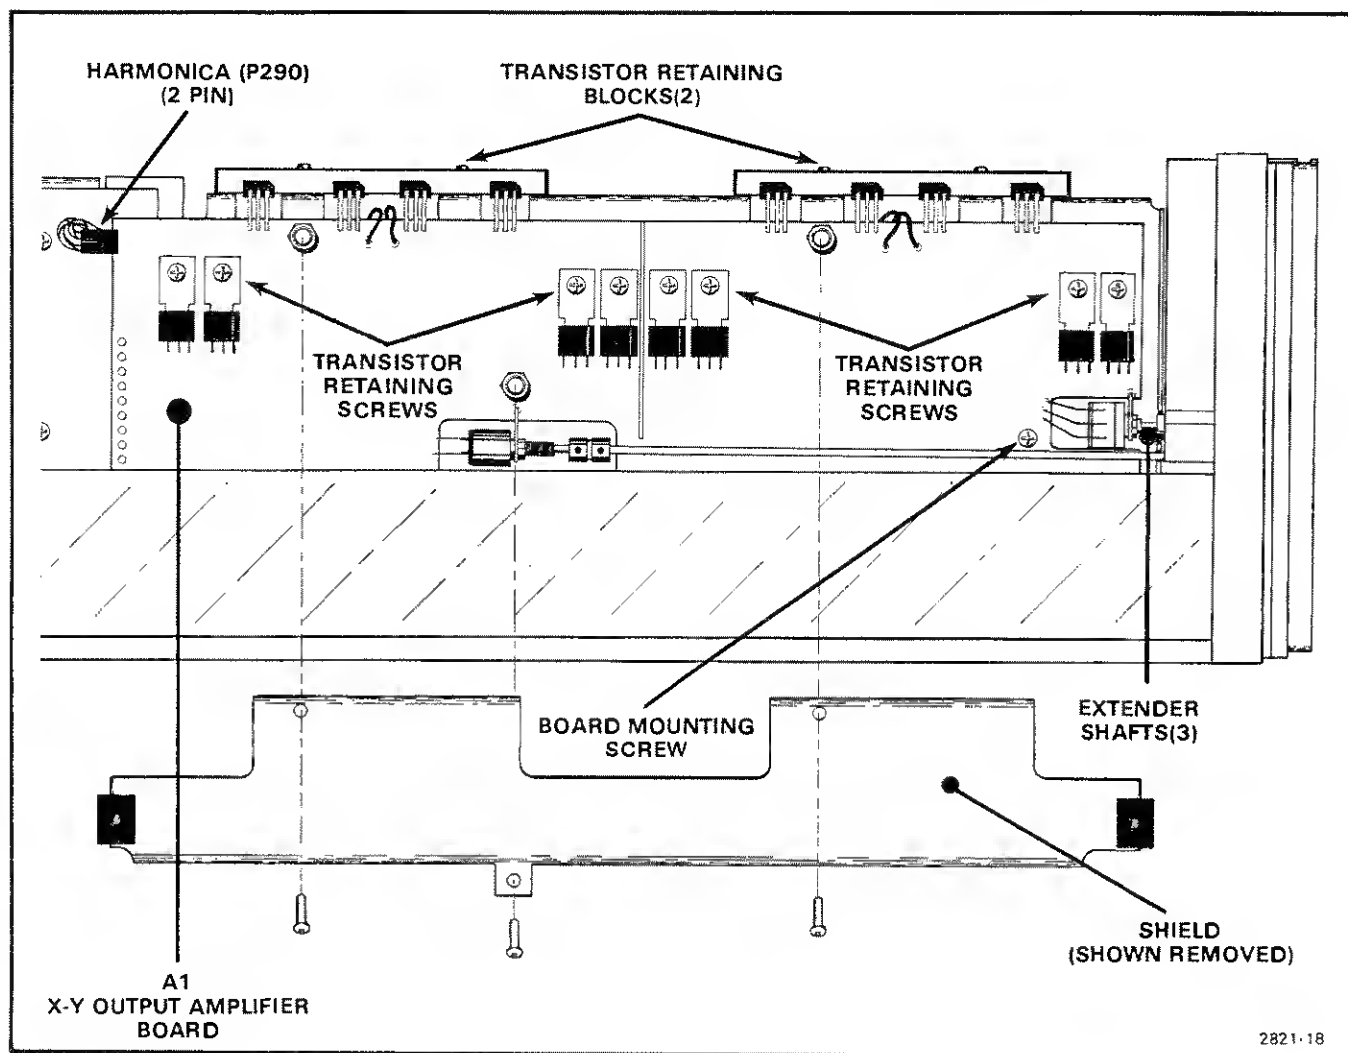 HARMONICA (P290)
(2 PIN)
TRANSISTOR RETAINING
BLOCKS(2)
TRANSISTOR
RETAINING
SCREWS
TRANSISTOR
RETAINING
SCREWS
BOARD MOUNTING
SCREW
EXTENDER
SHAFTS(3)
SHIELD
(SHOWN REMOVED)
A1
X-Y OUTPUT AMPLIFIER
BOARD
2821-18